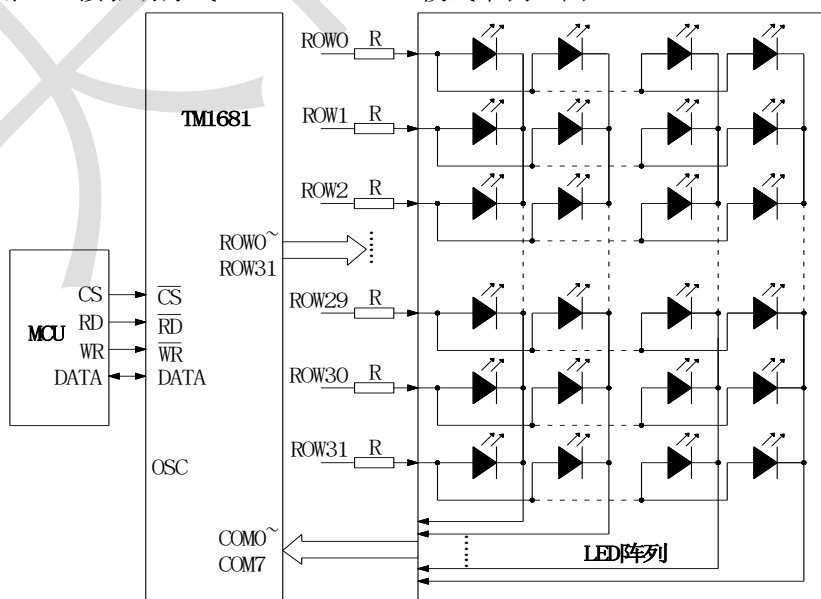 ROW0 R
TM1681
ROW1 R
ROW2 R
ROW0~
ROW31
CS
RD
WR
DATA
MCU
CS
RD
WR
DATA
ROW29 R
ROW30 R
ROW31 R
OSC
COM0~
COM7
LED阵列